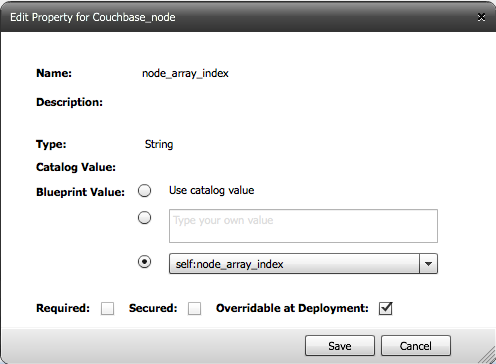 Edit Property for Couchbase_node
Name: node_array_index
Description:
Type: String
Catalog Value:
Blueprint Value: Use catalog value
Type your own value
self:node_array_index
Required: Secured: Overridable at Deployment:
Save Cancel